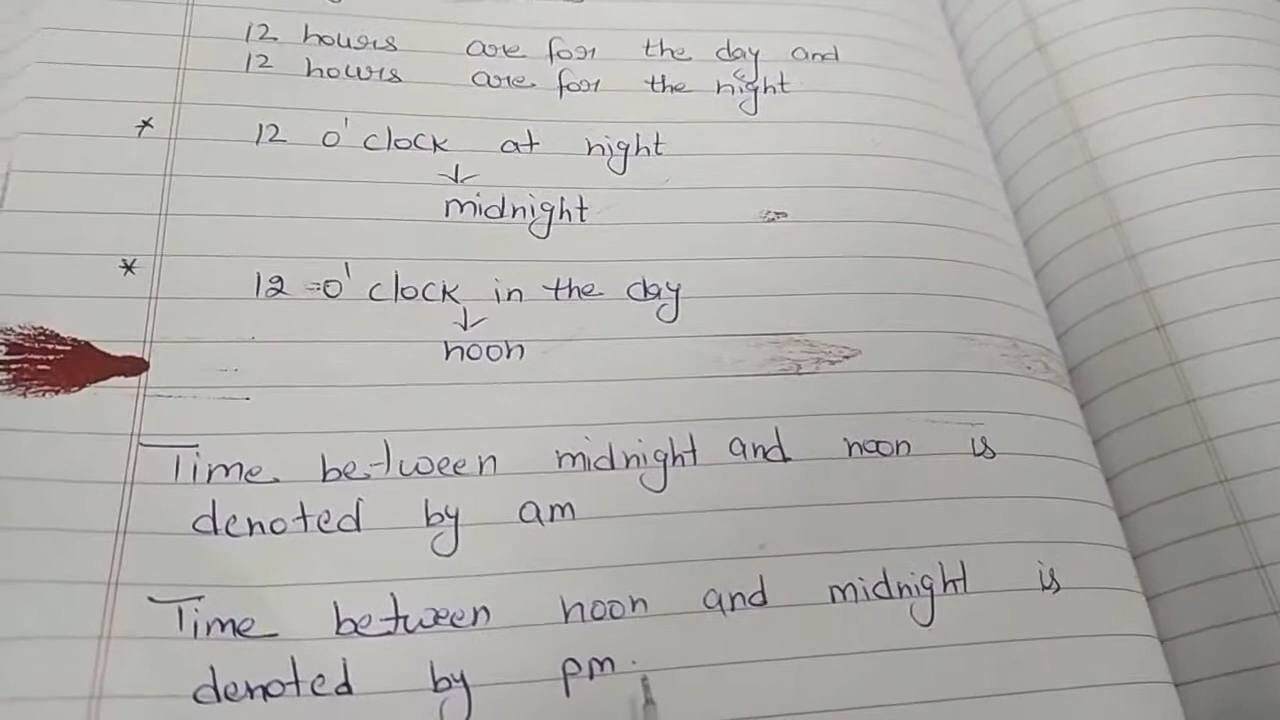 12 hours are for the day and
12 hours are for the night
* 12 o'clock at night
↓
midnight
* 12 o'clock in the day
↓
noon
Time between midnight and noon is
denoted by am
Time between noon and midnight is
denoted by pm.